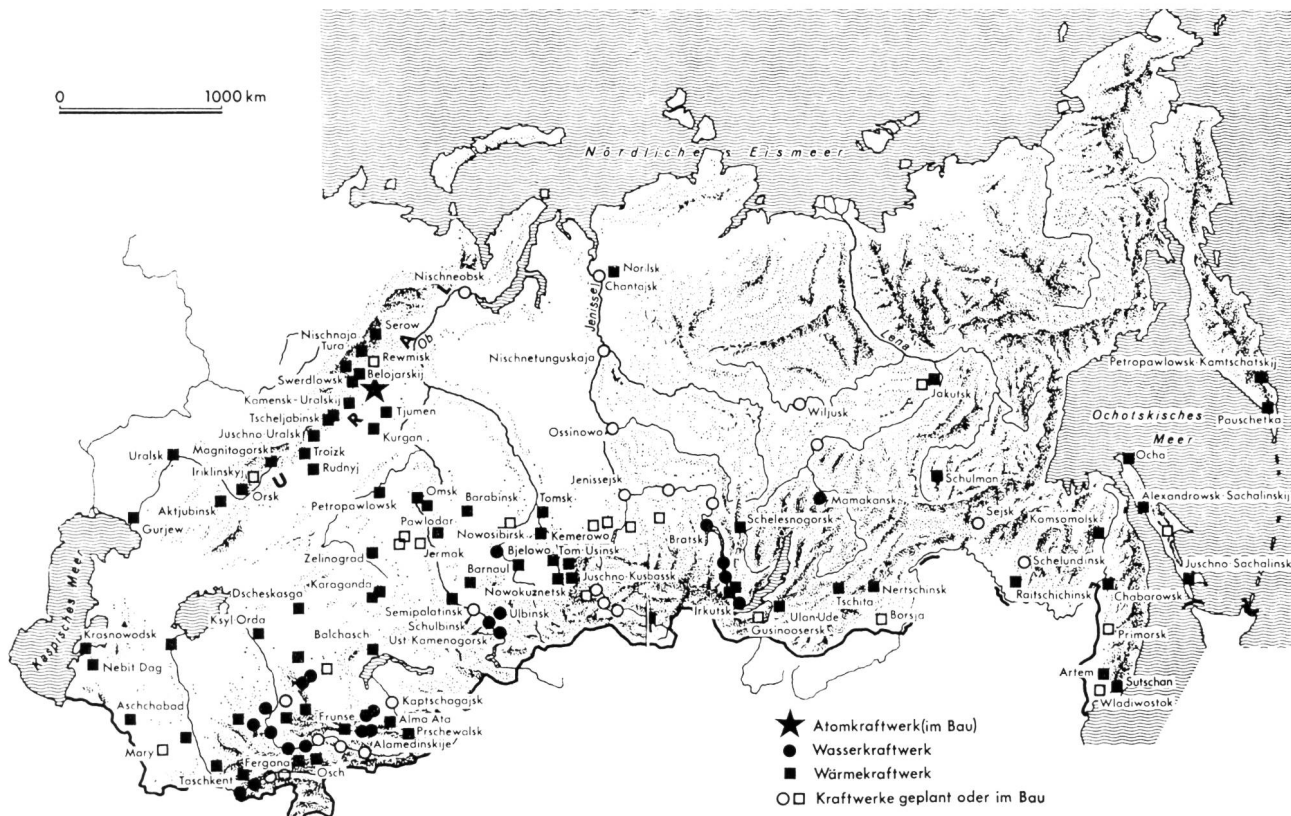 0 1000 km
Nördliches Eismeer
Nischneobsk
Norilsk
Chantajsk
Jenissej
Serow
Nischnaja
Tura
Ob
Rewmisk
Belojarskij
Swerdlowsk
Kamensk-Uralskij
Tscheljabinsk
Tjumen
Juschno-Uralsk
Kurgan
Magnitogorsk
Troizk
Uralsk
Iriklinskyj
Rudnyj
Orsk
Aktjubinsk
URAL
Gurjew
Nischnetunguskaja
Lena
Wiljusk
Jakutsk
Petropawlowsk-Kamtschatskij
Pauschetka
Ochotskisches
Meer
Ossinowo
Ocha
Jenissejsk
Mamakansk
Schulman
Alexandrowsk-Sachalinskij
Sejsk
Komsomolsk
Omsk
Barabinsk
Tomsk
Petropawlowsk
Pawlodar
Nowosibirsk
Kemerowo
Bratsk
Schelesnogorsk
Zelinograd
Jermak
Bjelowo
Tom-Usinsk
Barnaul
Juschno-Kusbassk
Schelundinsk
Juschno-Sachalinsk
Karaganda
Nowokuznetsk
Irkutsk
Tschita
Nertschinsk
Raitschichinsk
Chabarowsk
Dscheskasga
Semipalatinsk
Ulbinsk
Ulan-Ude
Borsja
Ksyl Orda
Schulbinsk
Gusinoosersk
Primorsk
Kaspisches Meer
Krasnowodsk
Balchasch
Ust-Kamenogorsk
Nebit Dag
Artem
Sutschan
Wladiwostok
Kaptschagajsk
Aschchabad
Frunse
Alma Ata
Prschewalsk
Alamedinskije
Mary
Fergana
Taschkent
Osch
Atomkraftwerk(im Bau)
Wasserkraftwerk
Wärmekraftwerk
Kraftwerke geplant oder im Bau